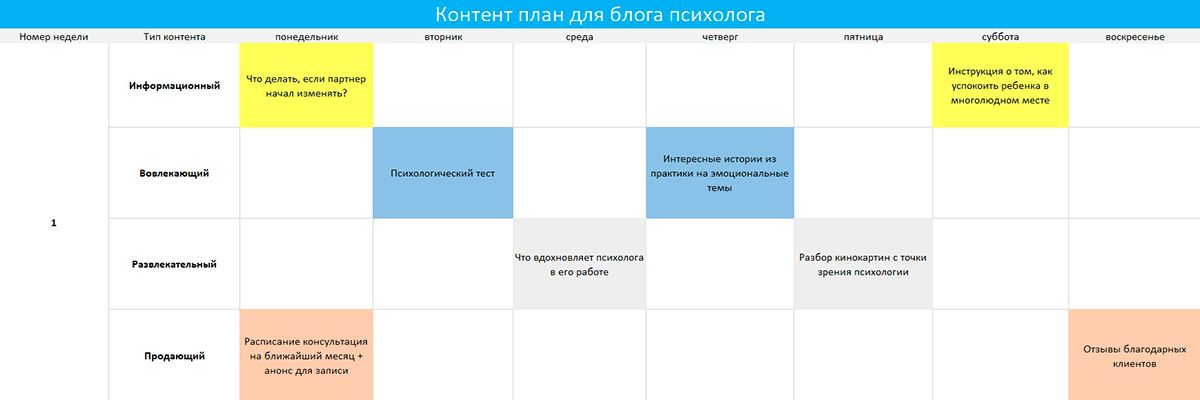 Контент план для блога психолога
Номер недели Тип контента понедельник вторник среда четверг пятница суббота воскресенье
1
Информационный
Что делать, если партнер
начал изменять?
Инструкция о том, как
успокоить ребенка в
многолюдном месте
Вовлекающий
Психологический тест
Интересные истории из
практики на эмоциональные
темы
Развлекательный
Что вдохновляет психолога
в его работе
Разбор кинокартин с точки
зрения психологии
Продающий
Расписание консультация
на ближайший месяц +
анонс для записи
Отзывы благодарных
клиентов